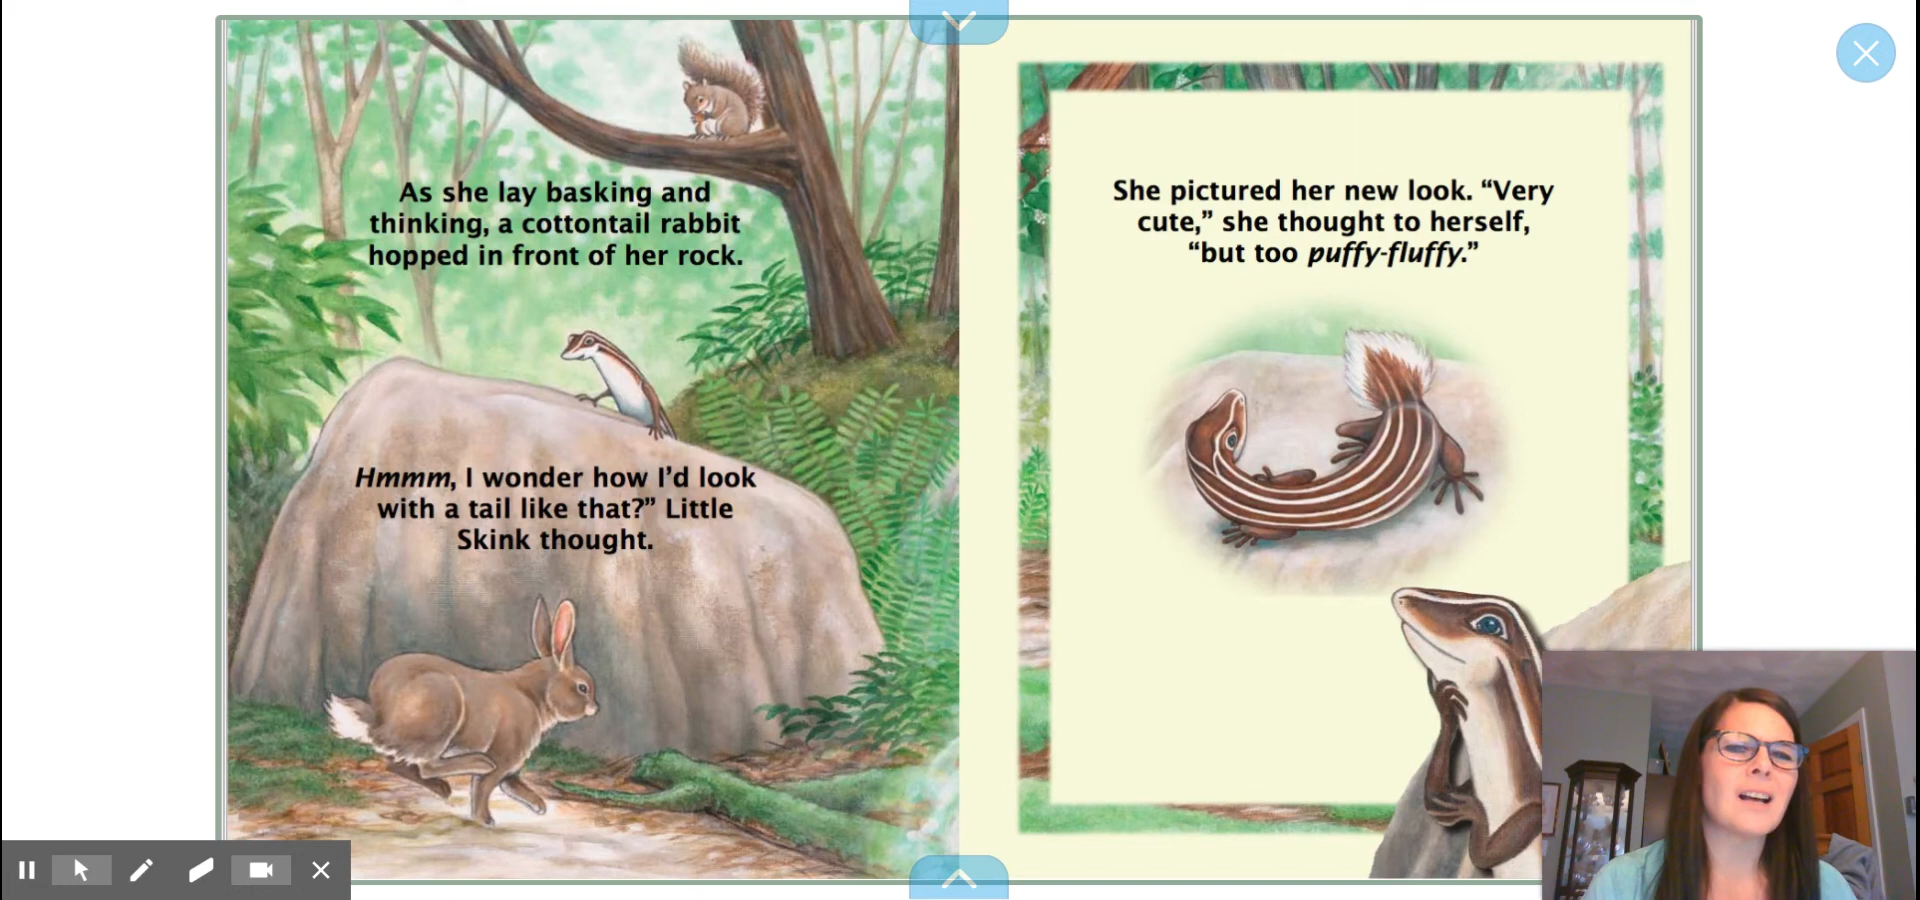 As she lay basking and
thinking, a cottontail rabbit
hopped in front of her rock.
Hmmm, I wonder how I’d look
with a tail like that?” Little
Skink thought.
She pictured her new look. “Very
cute,” she thought to herself,
“but too puffy-fluffy.”